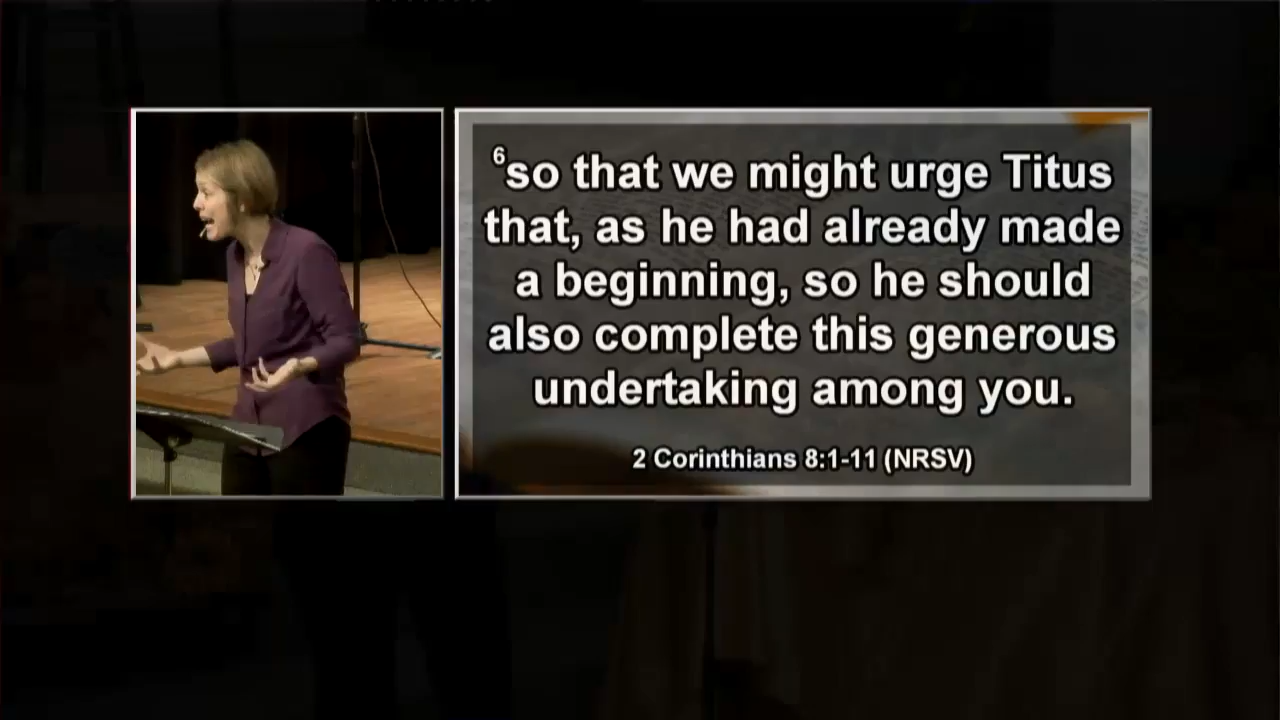 ⁶so that we might urge Titus
that, as he had already made
a beginning, so he should
also complete this generous
undertaking among you.
2 Corinthians 8:1-11 (NRSV)